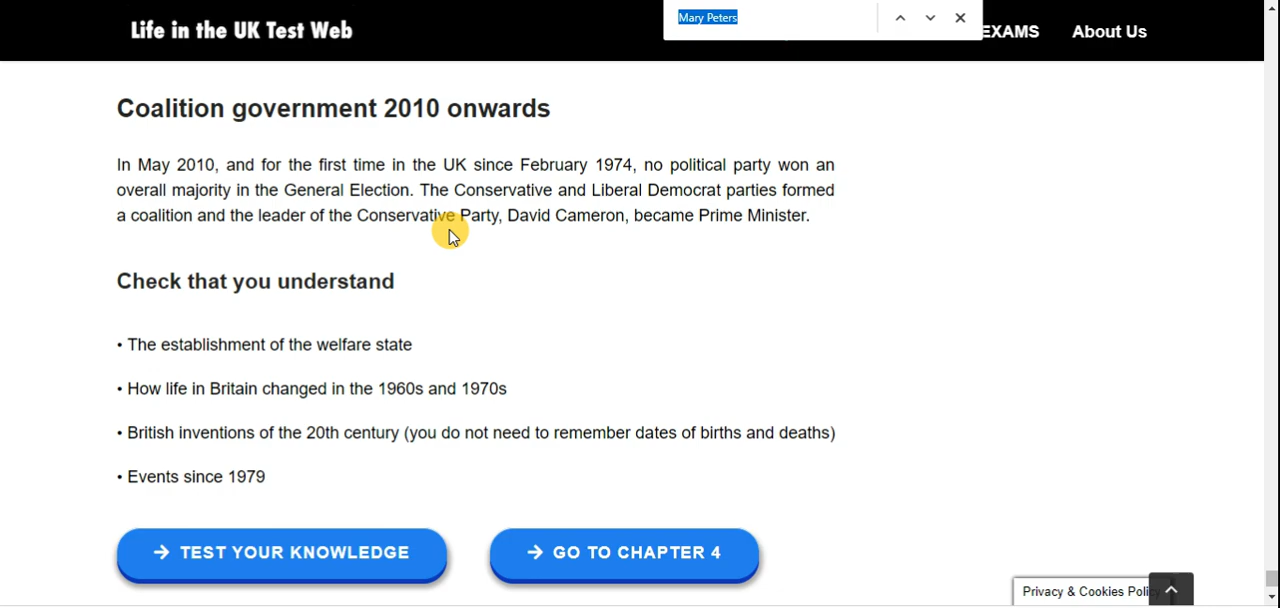 Life in the UK Test Web
Mary Peters
EXAMS
About Us
Coalition government 2010 onwards
In May 2010, and for the first time in the UK since February 1974, no political party won an
overall majority in the General Election. The Conservative and Liberal Democrat parties formed
a coalition and the leader of the Conservative Party, David Cameron, became Prime Minister.
Check that you understand
• The establishment of the welfare state
• How life in Britain changed in the 1960s and 1970s
• British inventions of the 20th century (you do not need to remember dates of births and deaths)
• Events since 1979
→ TEST YOUR KNOWLEDGE
→ GO TO CHAPTER 4
Privacy & Cookies Policy